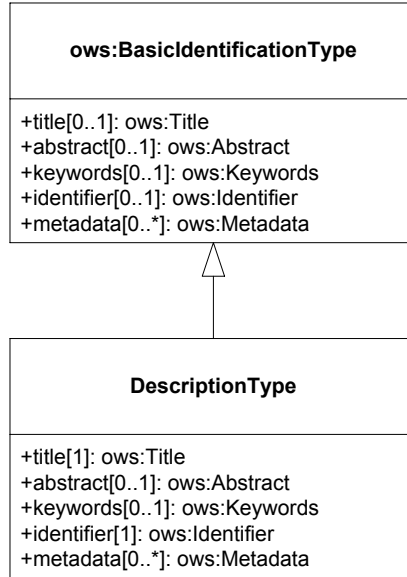 ows:BasicIdentificationType
+title[0..1]: ows:Title
+abstract[0..1]: ows:Abstract
+keywords[0..1]: ows:Keywords
+identifier[0..1]: ows:Identifier
+metadata[0..*]: ows:Metadata
DescriptionType
+title[1]: ows:Title
+abstract[0..1]: ows:Abstract
+keywords[0..1]: ows:Keywords
+identifier[1]: ows:Identifier
+metadata[0..*]: ows:Metadata